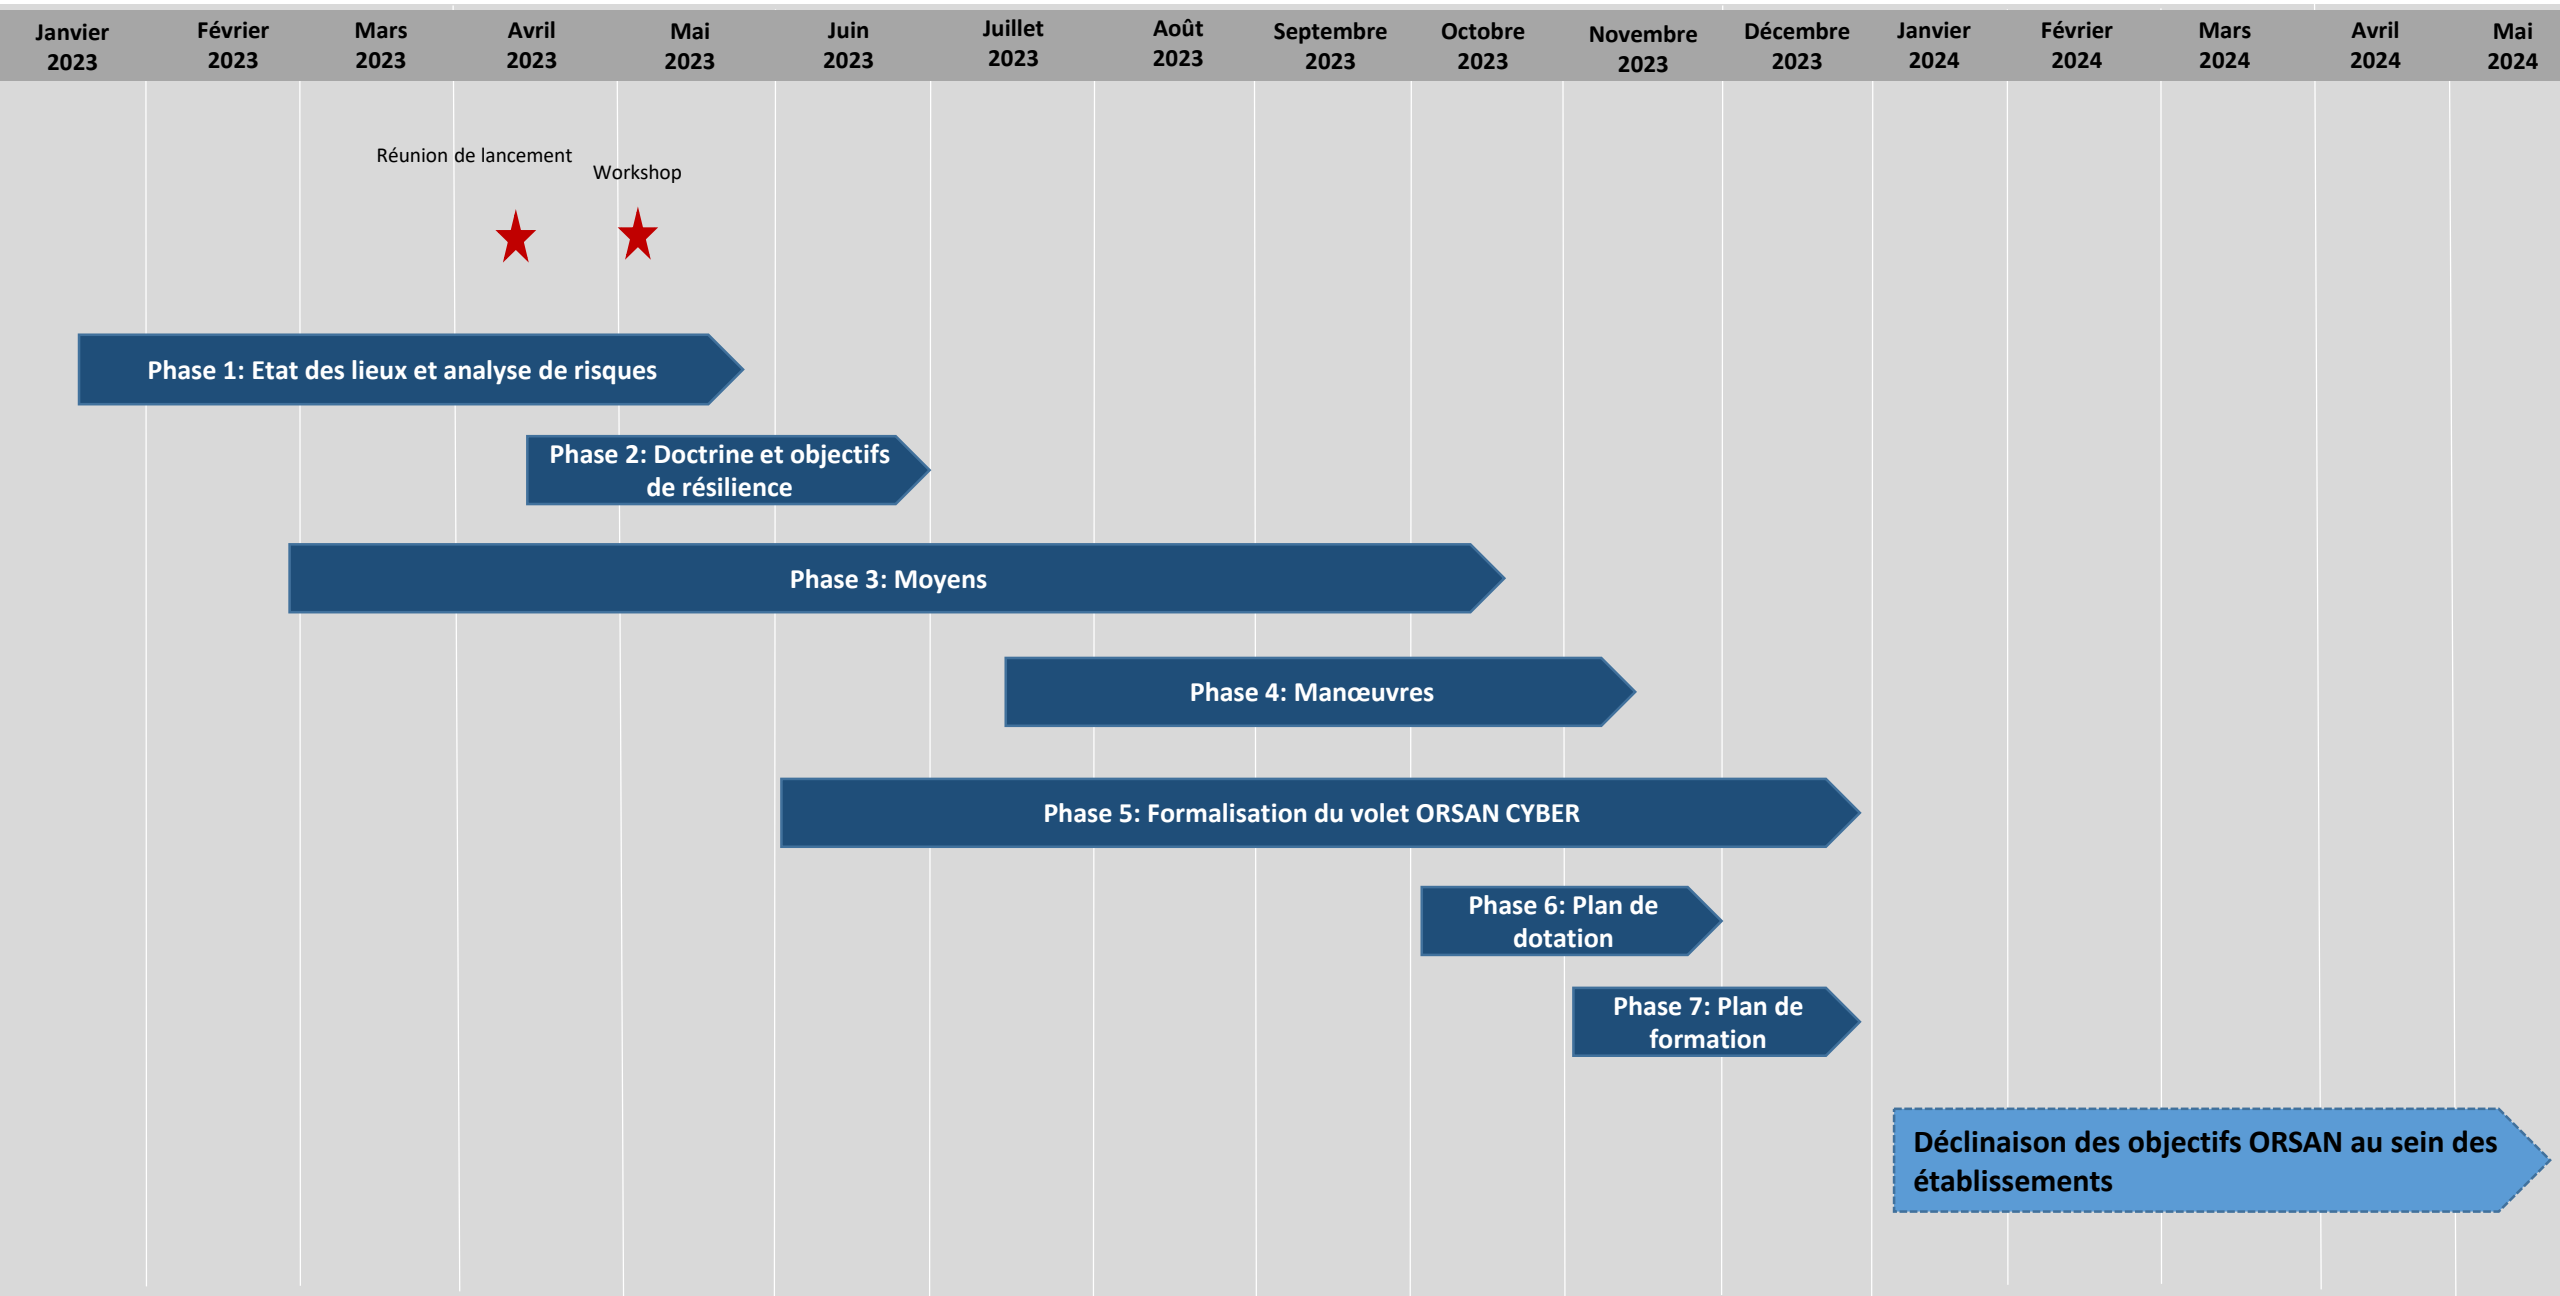 Janvier
2023
Février
2023
Mars
2023
Avril
2023
Mai
2023
Juin
2023
Juillet
2023
Août
2023
Septembre
2023
Octobre
2023
Novembre
2023
Décembre
2023
Janvier
2024
Février
2024
Mars
2024
Avril
2024
Mai
2024
Réunion de lancement
Workshop
Phase 1: Etat des lieux et analyse de risques
Phase 2: Doctrine et objectifs
de résilience
Phase 3: Moyens
Phase 4: Manœuvres
Phase 5: Formalisation du volet ORSAN CYBER
Phase 6: Plan de
dotation
Phase 7: Plan de
formation
Déclinaison des objectifs ORSAN au sein des
établissements